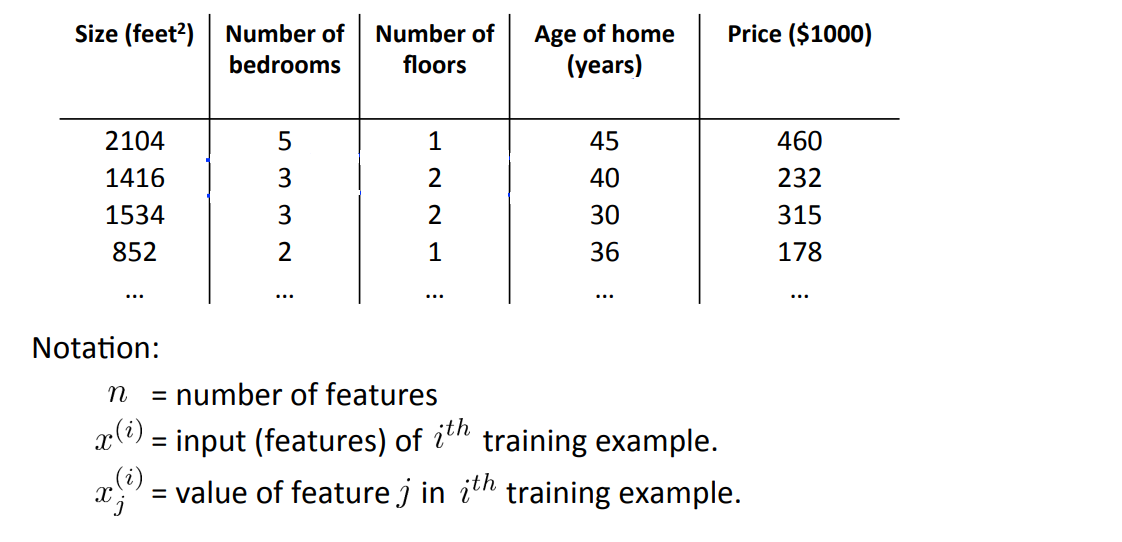 Size (feet²) Number of bedrooms Number of floors Age of home (years) Price ($1000)
2104 5 1 45 460
1416 3 2 40 232
1534 3 2 30 315
852 2 1 36 178
... ... ... ... ...
Notation:
n = number of features
x^{(i)} = input (features) of i^{th} training example.
x_j^{(i)} = value of feature j in i^{th} training example.